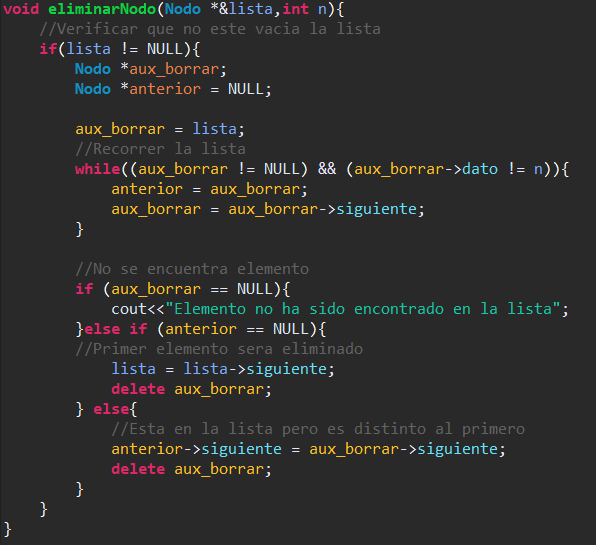 void eliminarNodo(Nodo *&lista,int n){
    //Verificar que no este vacia la lista
    if(lista != NULL){
        Nodo *aux_borrar;
        Nodo *anterior = NULL;

        aux_borrar = lista;
        //Recorrer la lista
        while((aux_borrar != NULL) && (aux_borrar->dato != n)){
            anterior = aux_borrar;
            aux_borrar = aux_borrar->siguiente;
        }

        //No se encuentra elemento
        if (aux_borrar == NULL){
            cout<<"Elemento no ha sido encontrado en la lista";
        }else if (anterior == NULL){
        //Primer elemento sera eliminado
            lista = lista->siguiente;
            delete aux_borrar;
        } else{
            //Esta en la lista pero es distinto al primero
            anterior->siguiente = aux_borrar->siguiente;
            delete aux_borrar;
        }
    }
}